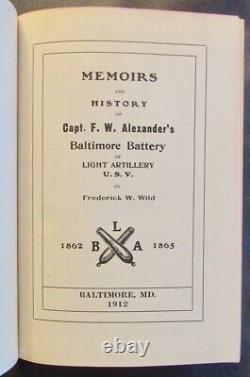 MEMOIRS
AND
HISTORY
OF
Capt. F. W. Alexander's
Baltimore Battery
OF
LIGHT ARTILLERY
U. S. V.
BY
Frederick W. Wild
L
1862 1865
B A
BALTIMORE, MD.
1912